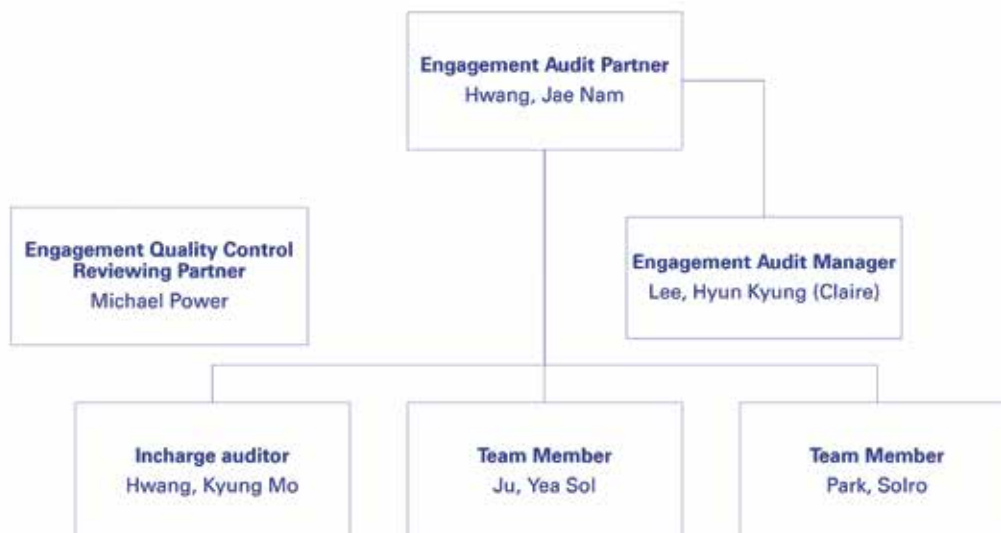 Engagement Audit Partner
Hwang, Jae Nam
Engagement Quality Control
Reviewing Partner
Michael Power
Engagement Audit Manager
Lee, Hyun Kyung (Claire)
Incharge auditor
Hwang, Kyung Mo
Team Member
Ju, Yea Sol
Team Member
Park, Solro